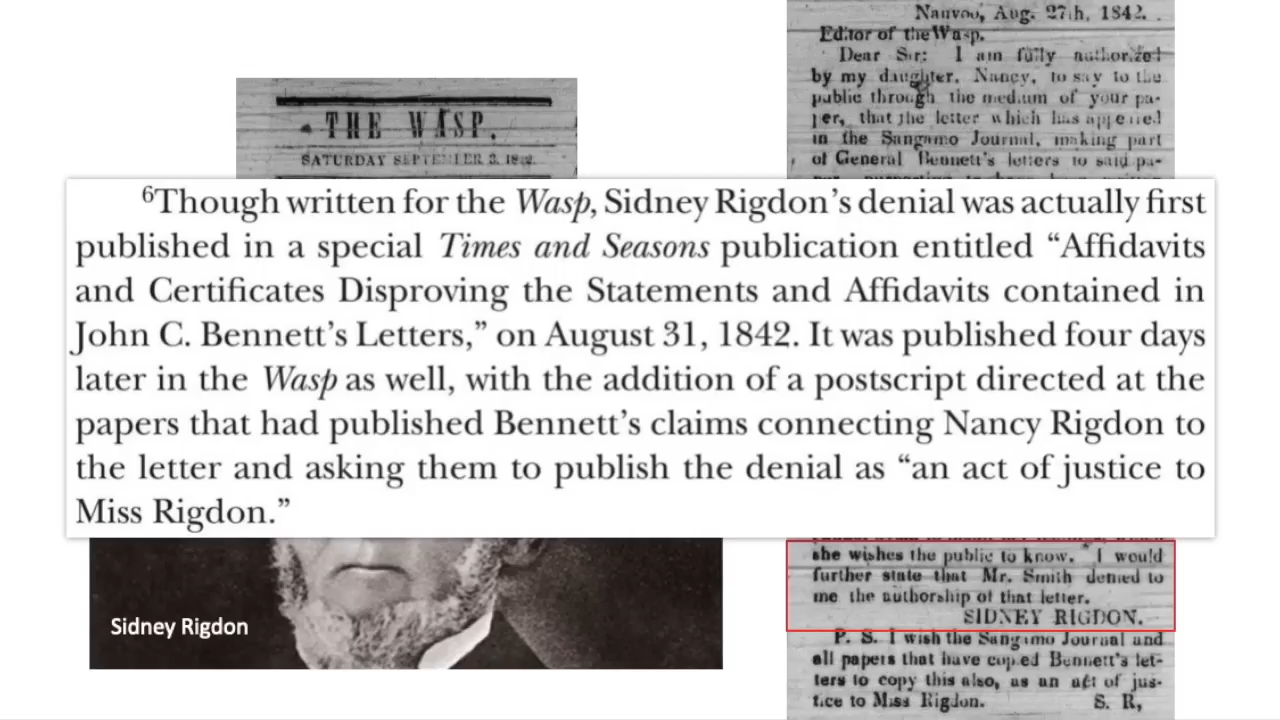 THE WASP.
SATURDAY SEPTEMBER 3. 1842.
Nauvoo, Aug. 27th, 1842.
Editor of the Wasp.
Dear Sir: I am fully authorized
by my daughter, Nancy, to say to the
public through the medium of your pa-
per, that the letter which has appeared
in the Sangamo Journal, making part
of General Bennett's letters to said pa-
⁶Though written for the Wasp, Sidney Rigdon's denial was actually first
published in a special Times and Seasons publication entitled “Affidavits
and Certificates Disproving the Statements and Affidavits contained in
John C. Bennett's Letters,” on August 31, 1842. It was published four days
later in the Wasp as well, with the addition of a postscript directed at the
papers that had published Bennett's claims connecting Nancy Rigdon to
the letter and asking them to publish the denial as “an act of justice to
Miss Rigdon.”
Sidney Rigdon
she wishes the public to know. I would
further state that Mr. Smith denied to
me the authorship of that letter.
SIDNEY RIGDON.
P. S. I wish the Sangamo Journal and
all papers that have copied Bennett's let-
ters to copy this also, as an act of jus-
tice to Miss Rigdon. S. R,